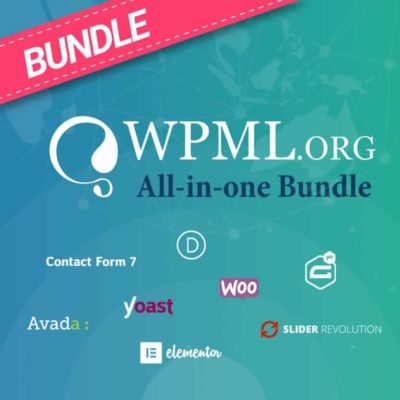 BUNDLE
WPML.ORG
All-in-one Bundle
D
Contact Form 7
Woo
Avada:
yoast
SLIDER REVOLUTION
elementor